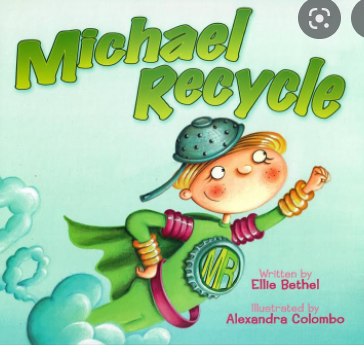 Michael
Recycle
MR
Written by
Ellie Bethel
Illustrated by
Alexandra Colombo